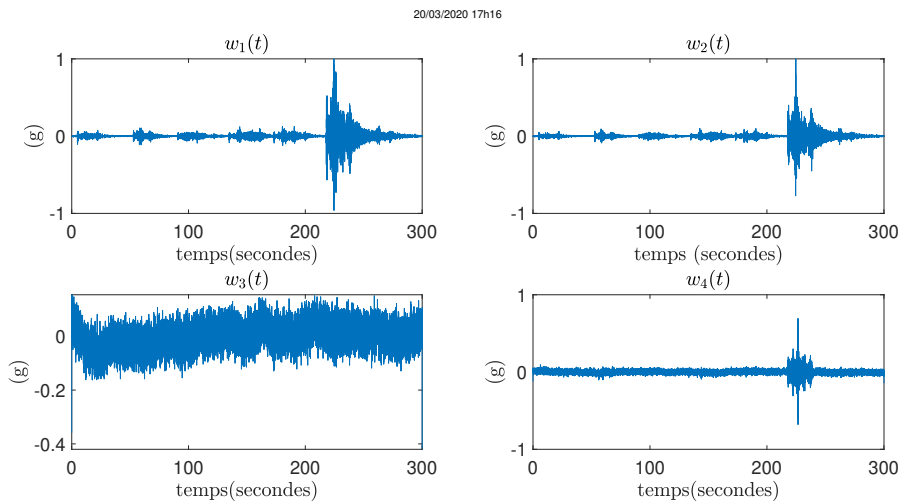 20/03/2020 17h16
w₁(t)
1
0
-1
(g)
0 100 200 300
temps(secondes)
w₂(t)
1
0
-1
(g)
0 100 200 300
temps (secondes)
w₃(t)
0
-0.2
-0.4
(g)
0 100 200 300
temps(secondes)
w₄(t)
1
0
-1
(g)
0 100 200 300
temps(secondes)